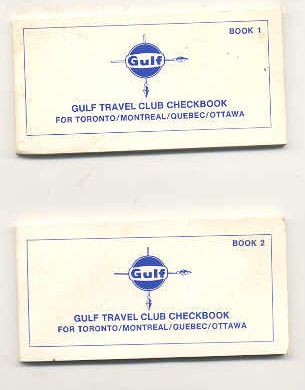 BOOK 1
Gulf
GULF TRAVEL CLUB CHECKBOOK
FOR TORONTO/MONTREAL/QUEBEC/OTTAWA
BOOK 2
Gulf
GULF TRAVEL CLUB CHECKBOOK
FOR TORONTO/MONTREAL/QUEBEC/OTTAWA